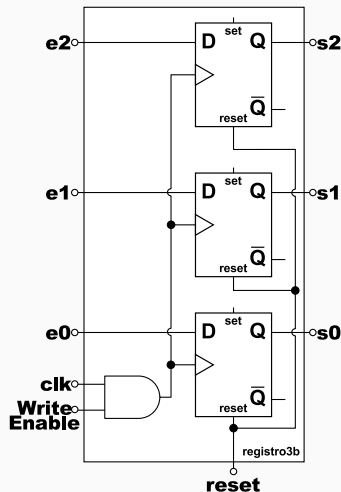 set
e2 D Q s2
Q
reset
set
e1 D Q s1
Q
reset
set
e0 D Q s0
clk
Q
Write
Enable
reset
registro3b
reset